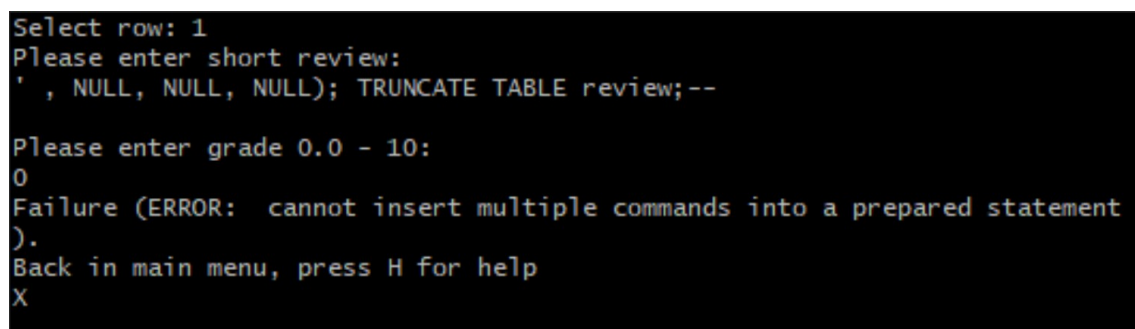 Select row: 1
Please enter short review:
' , NULL, NULL, NULL); TRUNCATE TABLE review;--
Please enter grade 0.0 - 10:
0
Failure (ERROR:  cannot insert multiple commands into a prepared statement
).
Back in main menu, press H for help
X